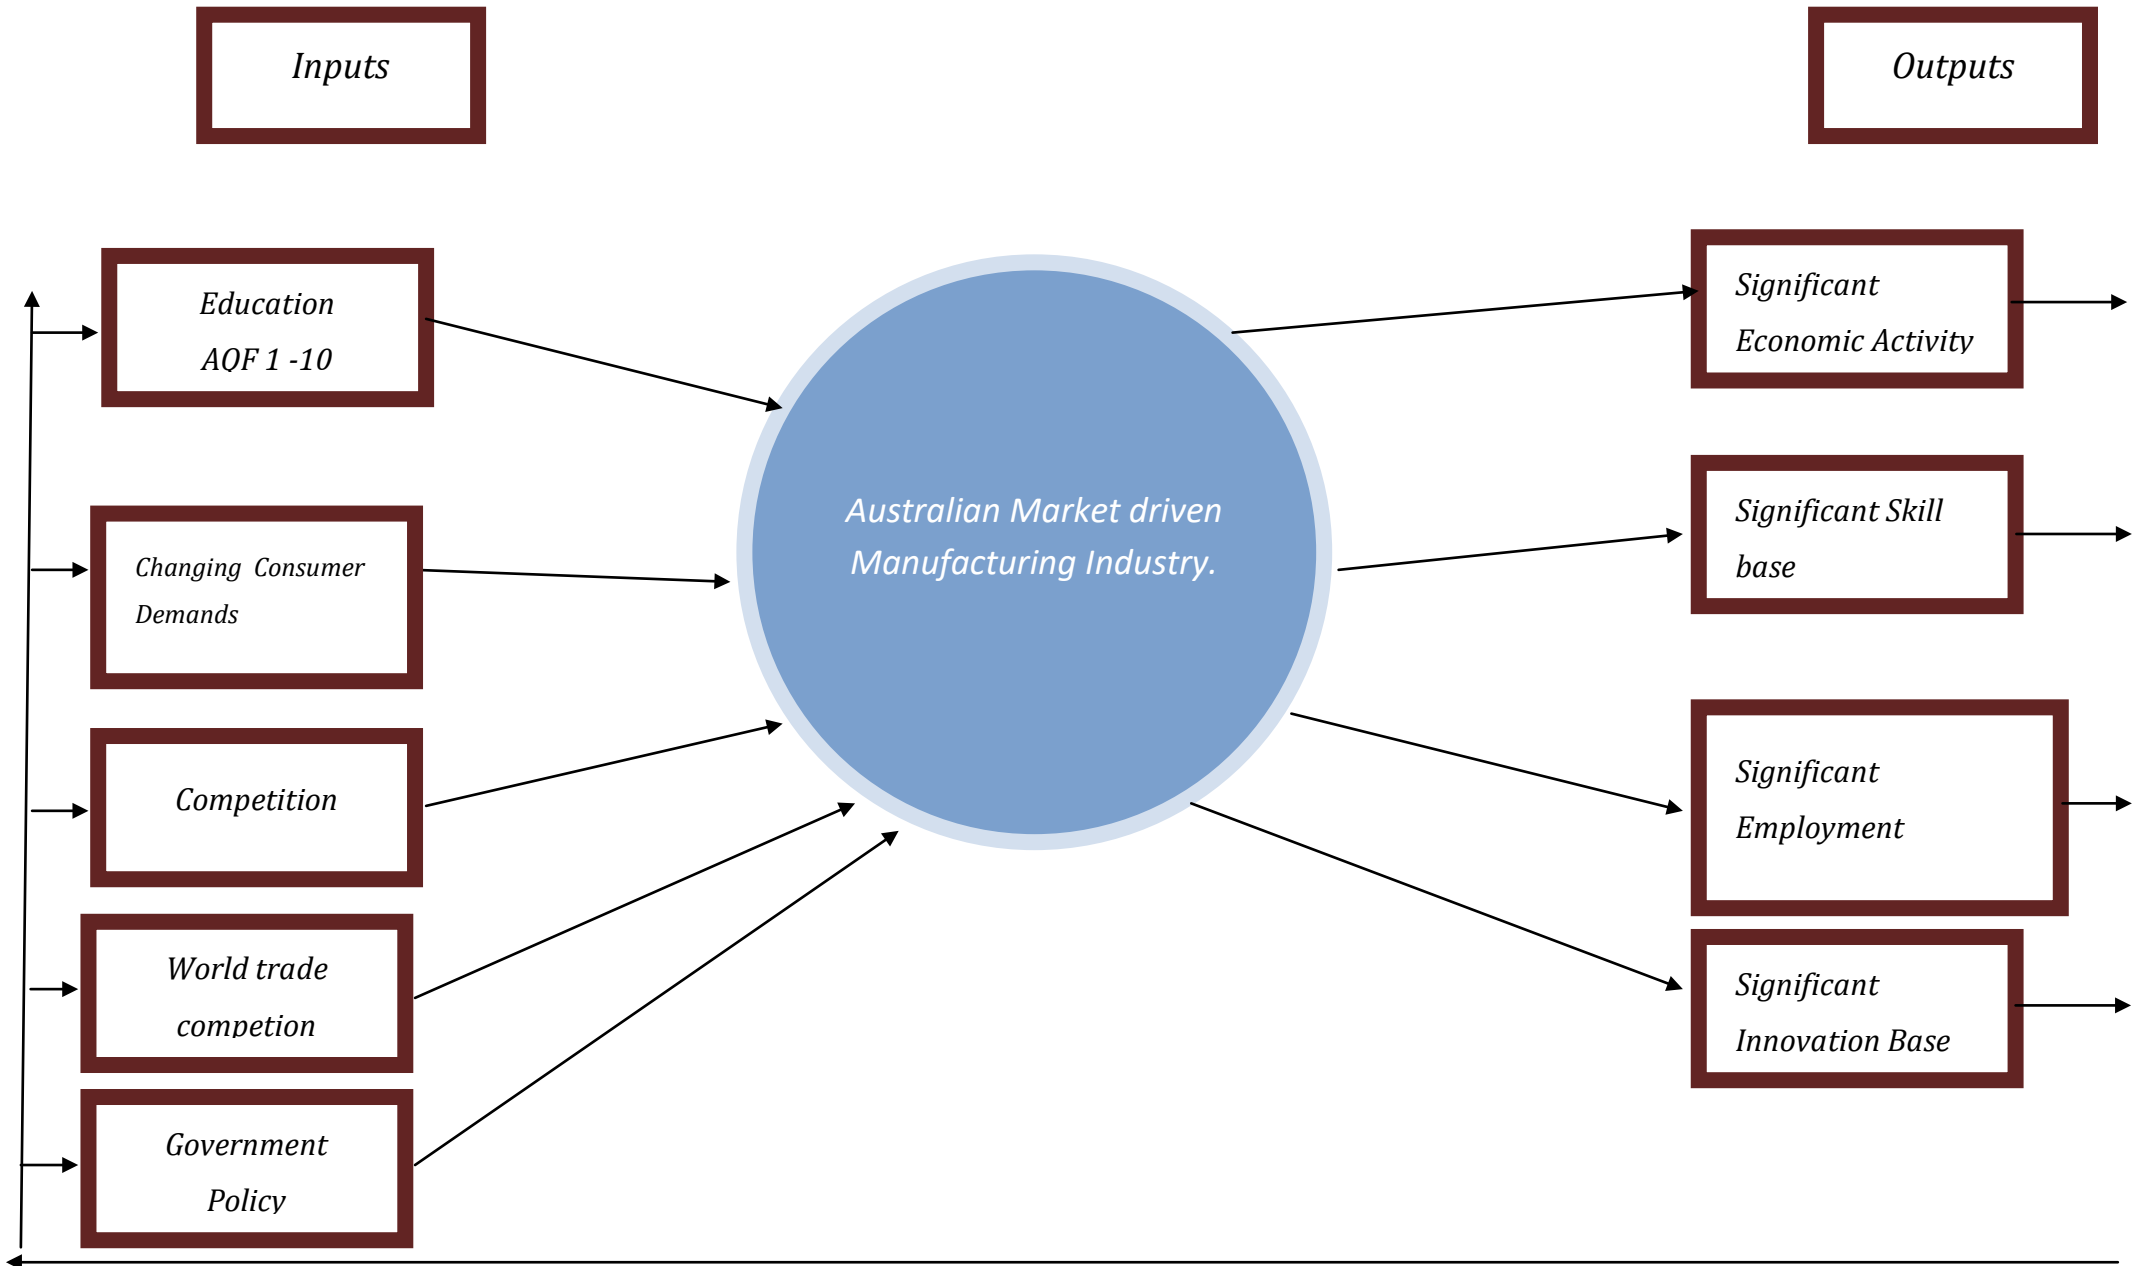 Inputs
Outputs
Education
AQF 1 -10
Changing Consumer
Demands
Competition
World trade
competion
Government
Policy
Australian Market driven
Manufacturing Industry.
Significant
Economic Activity
Significant Skill
base
Significant
Employment
Significant
Innovation Base